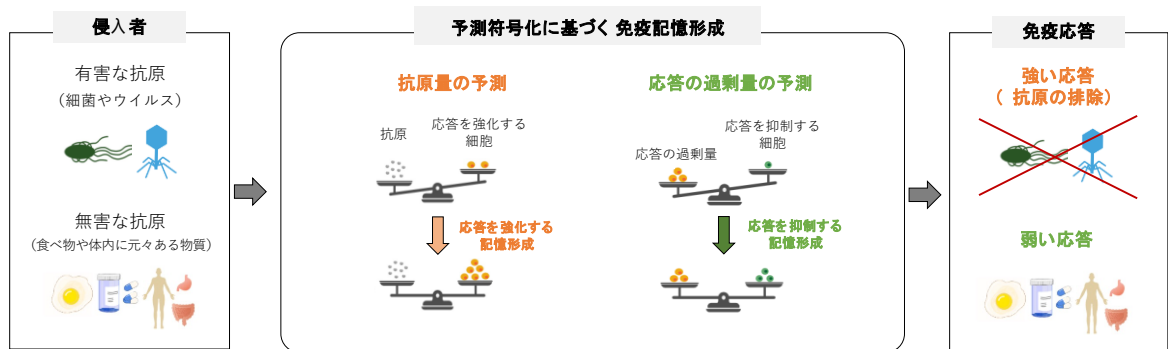 侵入者
有害な抗原
（細菌やウイルス）
無害な抗原
（食べ物や体内に元々ある物質）
予測符号化に基づく 免疫記憶形成
抗原量の予測
抗原
応答を強化する
細胞
応答を強化する
記憶形成
応答の過剰量の予測
応答の過剰量
応答を抑制する
細胞
応答を抑制する
記憶形成
免疫応答
強い応答
（ 抗原の排除）
弱い応答